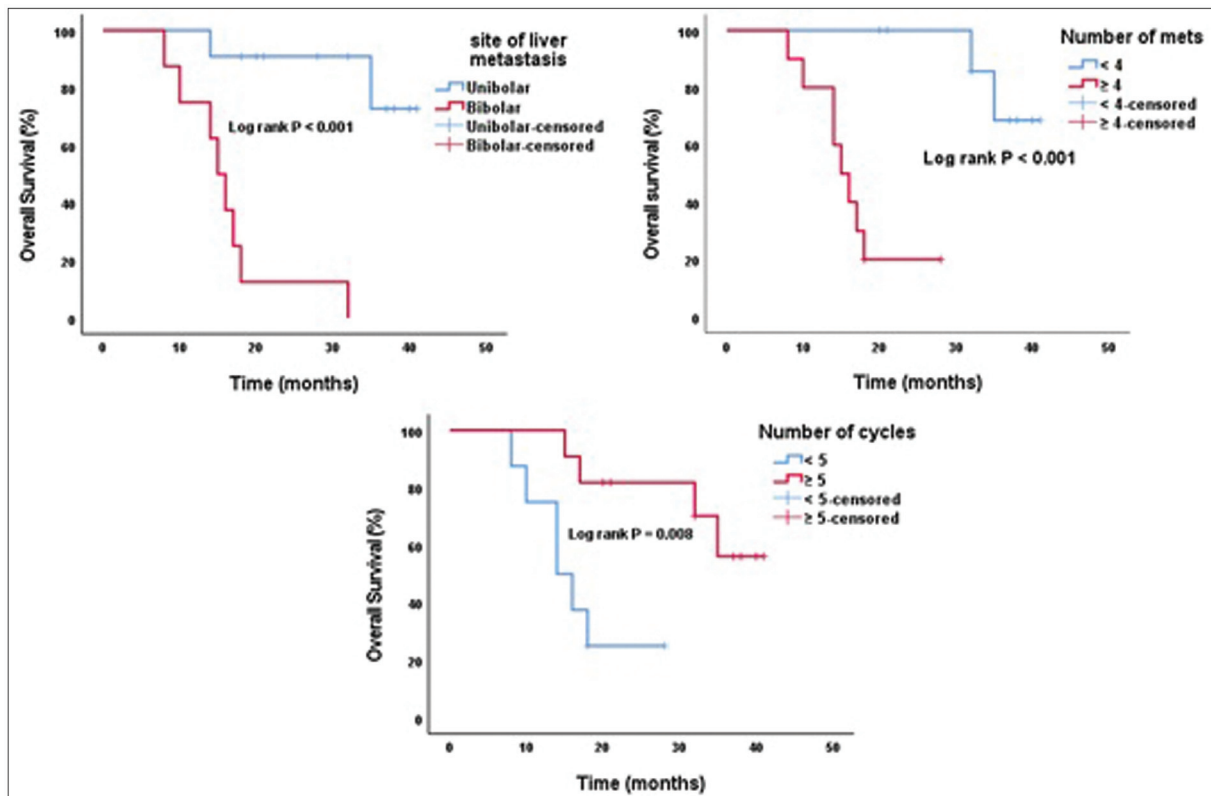 site of liver
metastasis
Unibolar
Bibolar
Unibolar-censored
Bibolar-censored
Log rank P < 0.001
Overall Survival (%)
100
80
60
40
20
0
0 10 20 30 40 50
Time (months)
Number of mets
< 4
≥ 4
< 4-censored
≥ 4-censored
Log rank P < 0.001
Overall survival (%)
100
80
60
40
20
0
0 10 20 30 40 50
Time (months)
Number of cycles
< 5
≥ 5
< 5-censored
≥ 5-censored
Log rank P = 0.008
Overall Survival (%)
100
80
60
40
20
0
0 10 20 30 40 50
Time (months)